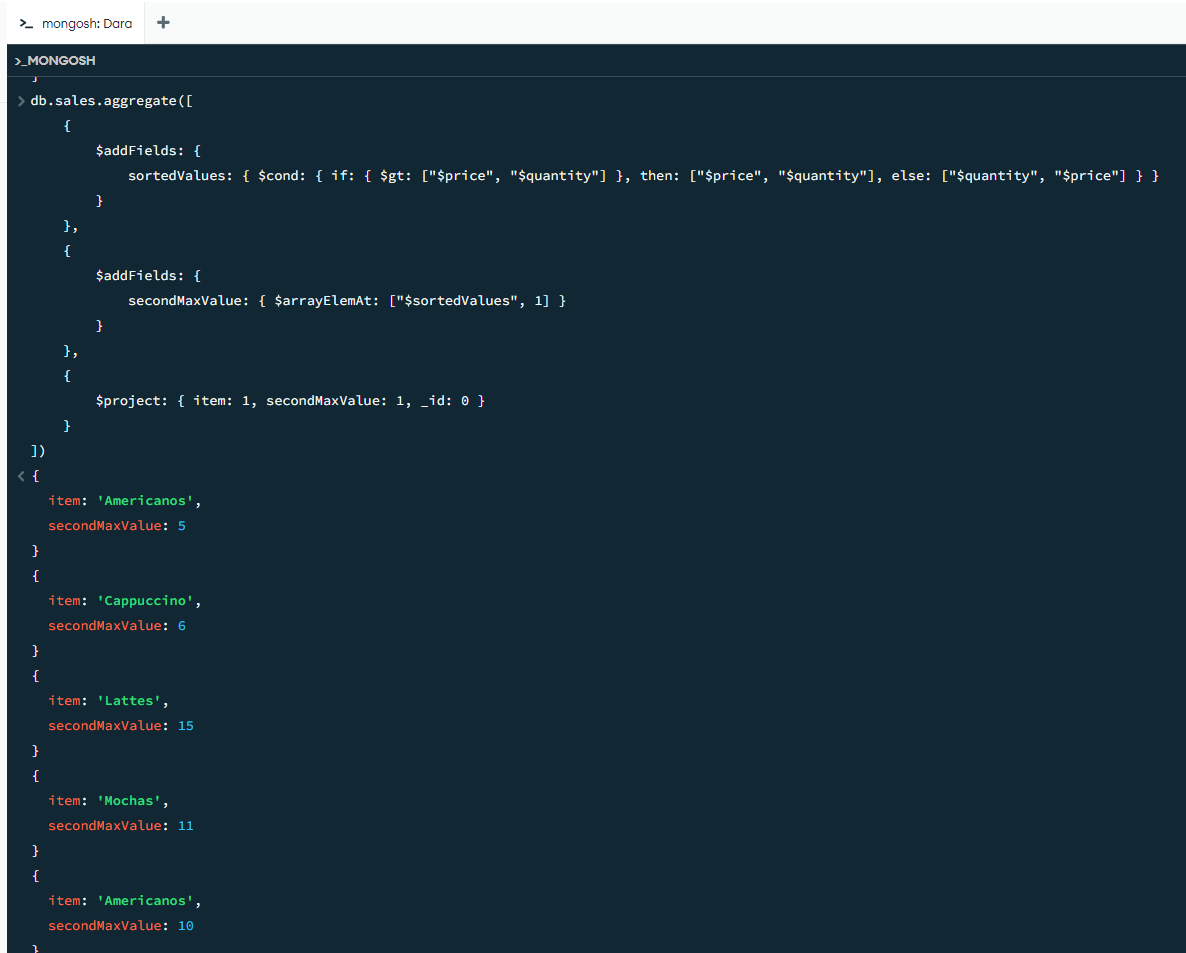 >_ mongosh: Dara +
>_MONGOSH
}
> db.sales.aggregate([
{
$addFields: {
sortedValues: { $cond: { if: { $gt: ["$price", "$quantity"] }, then: ["$price", "$quantity"], else: ["$quantity", "$price"] } }
}
},
{
$addFields: {
secondMaxValue: { $arrayElemAt: ["$sortedValues", 1] }
}
},
{
$project: { item: 1, secondMaxValue: 1, _id: 0 }
}
])
< {
item: 'Americanos',
secondMaxValue: 5
}
{
item: 'Cappuccino',
secondMaxValue: 6
}
{
item: 'Lattes',
secondMaxValue: 15
}
{
item: 'Mochas',
secondMaxValue: 11
}
{
item: 'Americanos',
secondMaxValue: 10
}